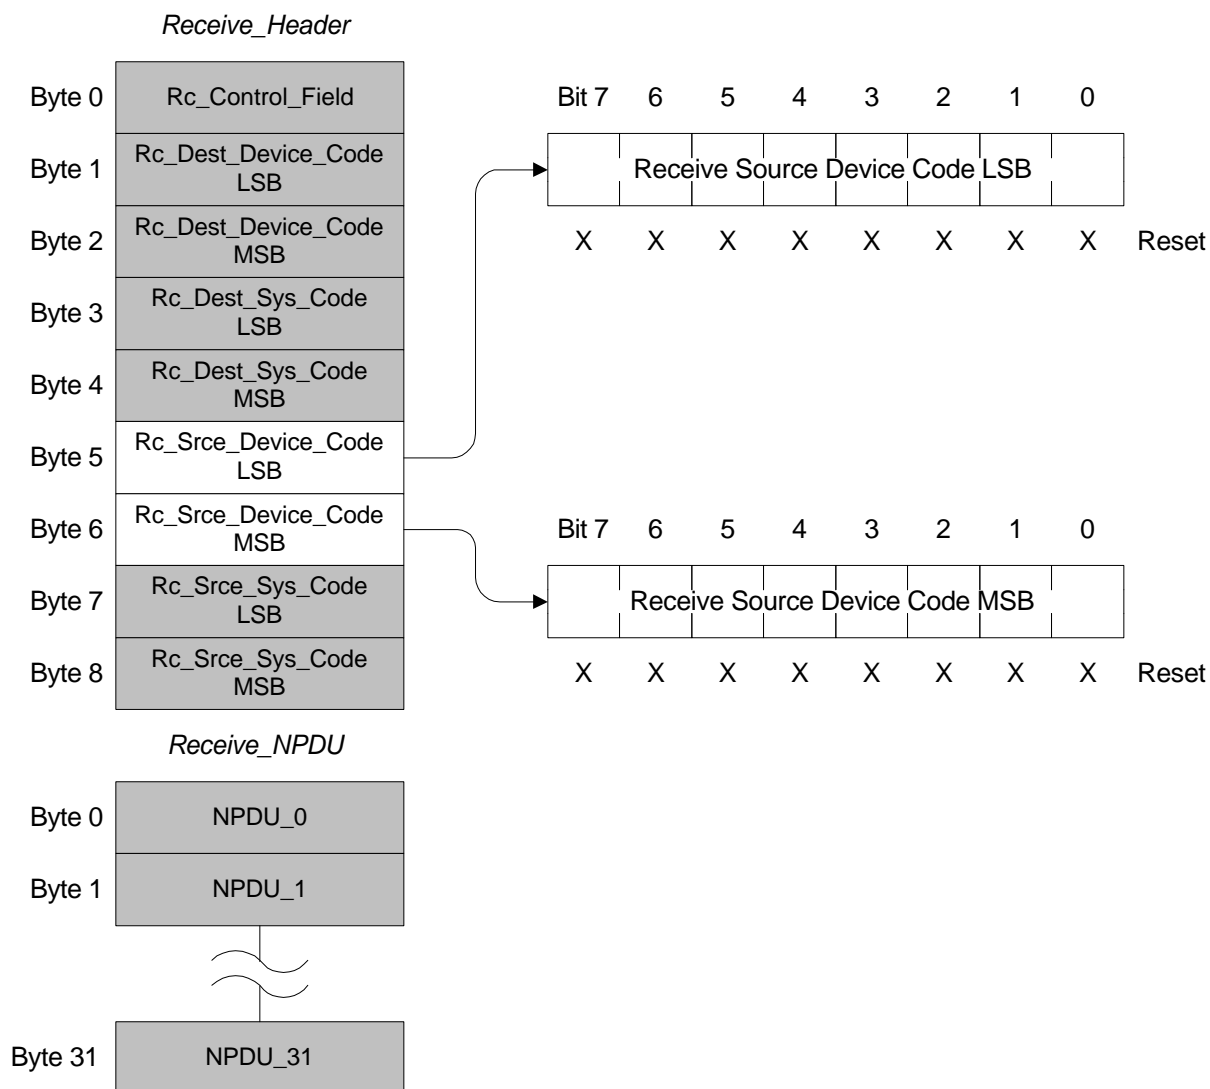 Receive_Header
Byte 0 Rc_Control_Field Bit 7 6 5 4 3 2 1 0
Byte 1 Rc_Dest_Device_Code
LSB
Receive Source Device Code LSB
Byte 2 Rc_Dest_Device_Code
MSB
X X X X X X X X Reset
Byte 3 Rc_Dest_Sys_Code
LSB
Byte 4 Rc_Dest_Sys_Code
MSB
Byte 5 Rc_Srce_Device_Code
LSB
Byte 6 Rc_Srce_Device_Code
MSB
Bit 7 6 5 4 3 2 1 0
Byte 7 Rc_Srce_Sys_Code
LSB
Receive Source Device Code MSB
Byte 8 Rc_Srce_Sys_Code
MSB
X X X X X X X X Reset
Receive_NPDU
Byte 0 NPDU_0
Byte 1 NPDU_1
Byte 31 NPDU_31